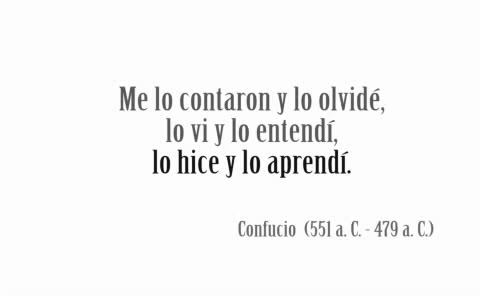 Me lo contaron y lo olvidé,
lo vi y lo entendí,
lo hice y lo aprendí.
Confucio (551 a. C. - 479 a. C.)